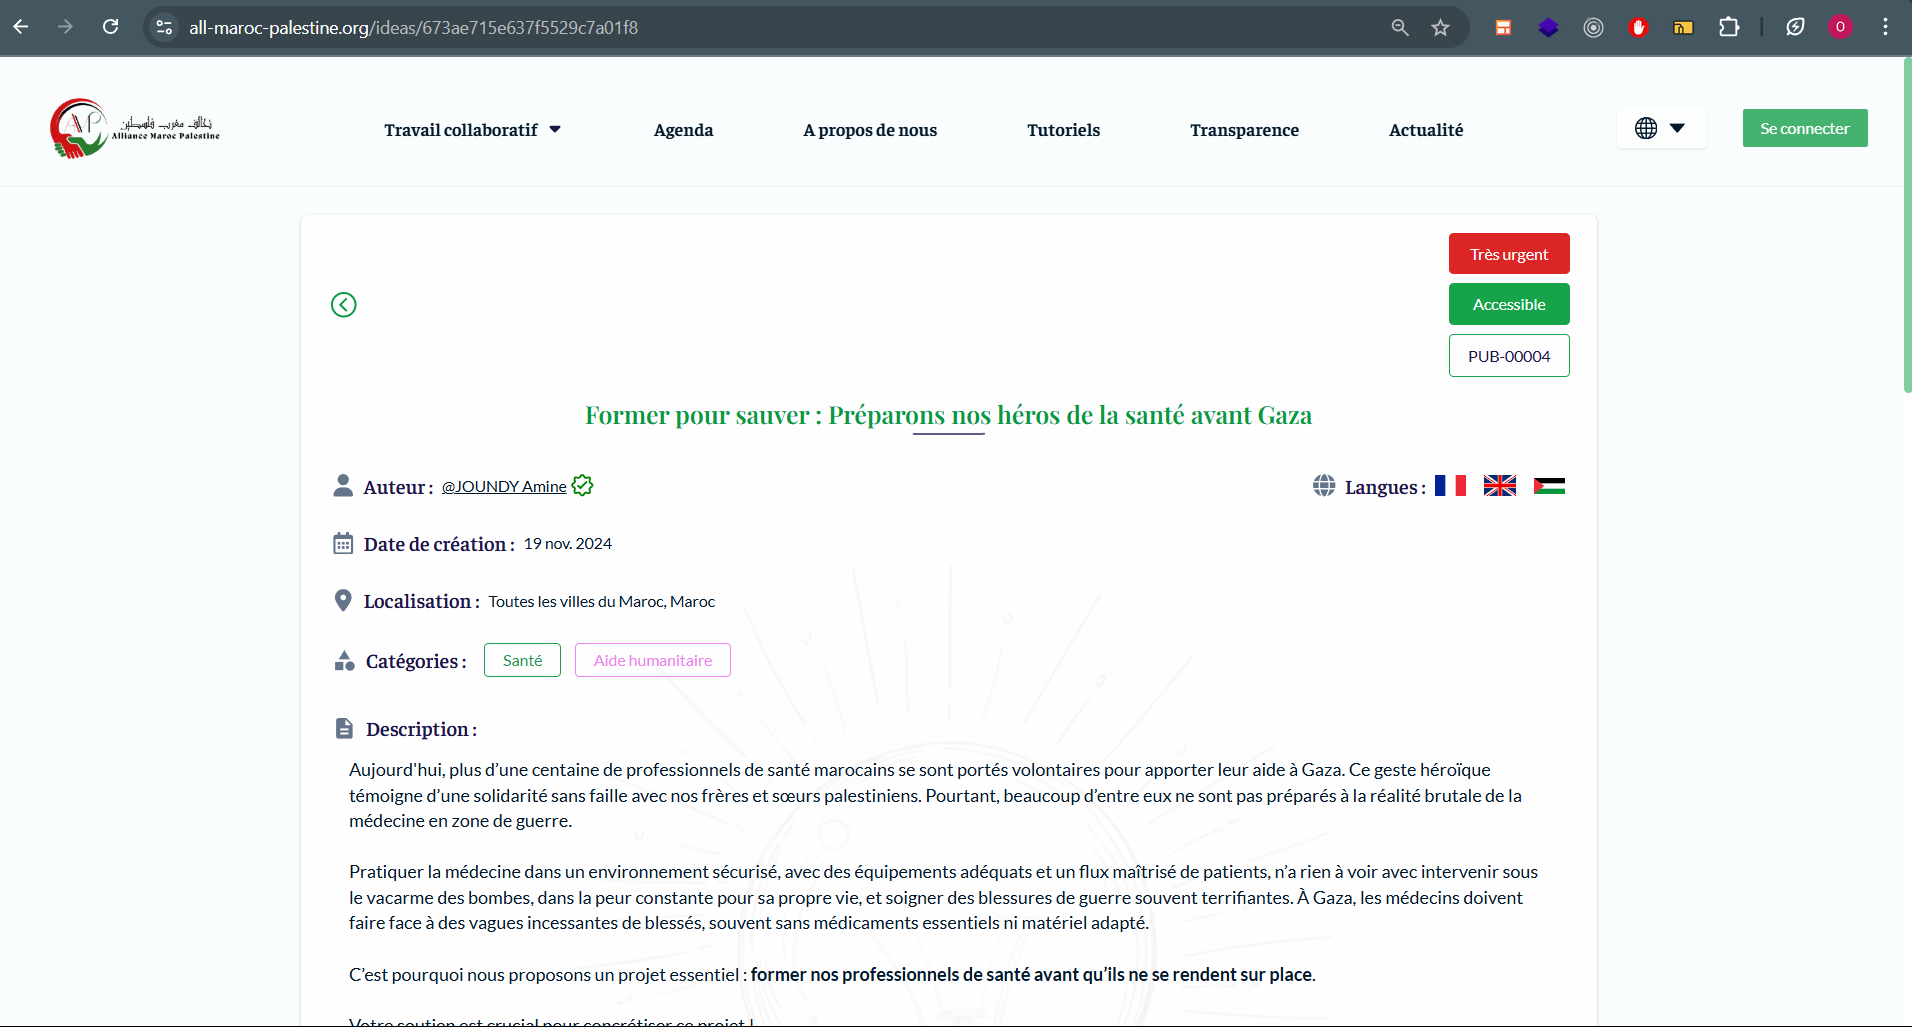 all-maroc-palestine.org/ideas/673ae715e637f5529c7a01f8
O
AVP
تحالف مغرب فلسطين
Alliance Maroc Palestine
Travail collaboratif
Agenda
A propos de nous
Tutoriels
Transparence
Actualité
Se connecter
Très urgent
Accessible
PUB-00004
Former pour sauver : Préparons nos héros de la santé avant Gaza
Auteur : @JOUNDY Amine
Langues :
Date de création : 19 nov. 2024
Localisation : Toutes les villes du Maroc, Maroc
Catégories : Santé Aide humanitaire
Description :
Aujourd'hui, plus d’une centaine de professionnels de santé marocains se sont portés volontaires pour apporter leur aide à Gaza. Ce geste héroïque
témoigne d’une solidarité sans faille avec nos frères et sœurs palestiniens. Pourtant, beaucoup d’entre eux ne sont pas préparés à la réalité brutale de la
médecine en zone de guerre.
Pratiquer la médecine dans un environnement sécurisé, avec des équipements adéquats et un flux maîtrisé de patients, n’a rien à voir avec intervenir sous
le vacarme des bombes, dans la peur constante pour sa propre vie, et soigner des blessures de guerre souvent terrifiantes. À Gaza, les médecins doivent
faire face à des vagues incessantes de blessés, souvent sans médicaments essentiels ni matériel adapté.
C’est pourquoi nous proposons un projet essentiel : former nos professionnels de santé avant qu’ils ne se rendent sur place.
Votre soutien est crucial pour concrétiser ce projet !